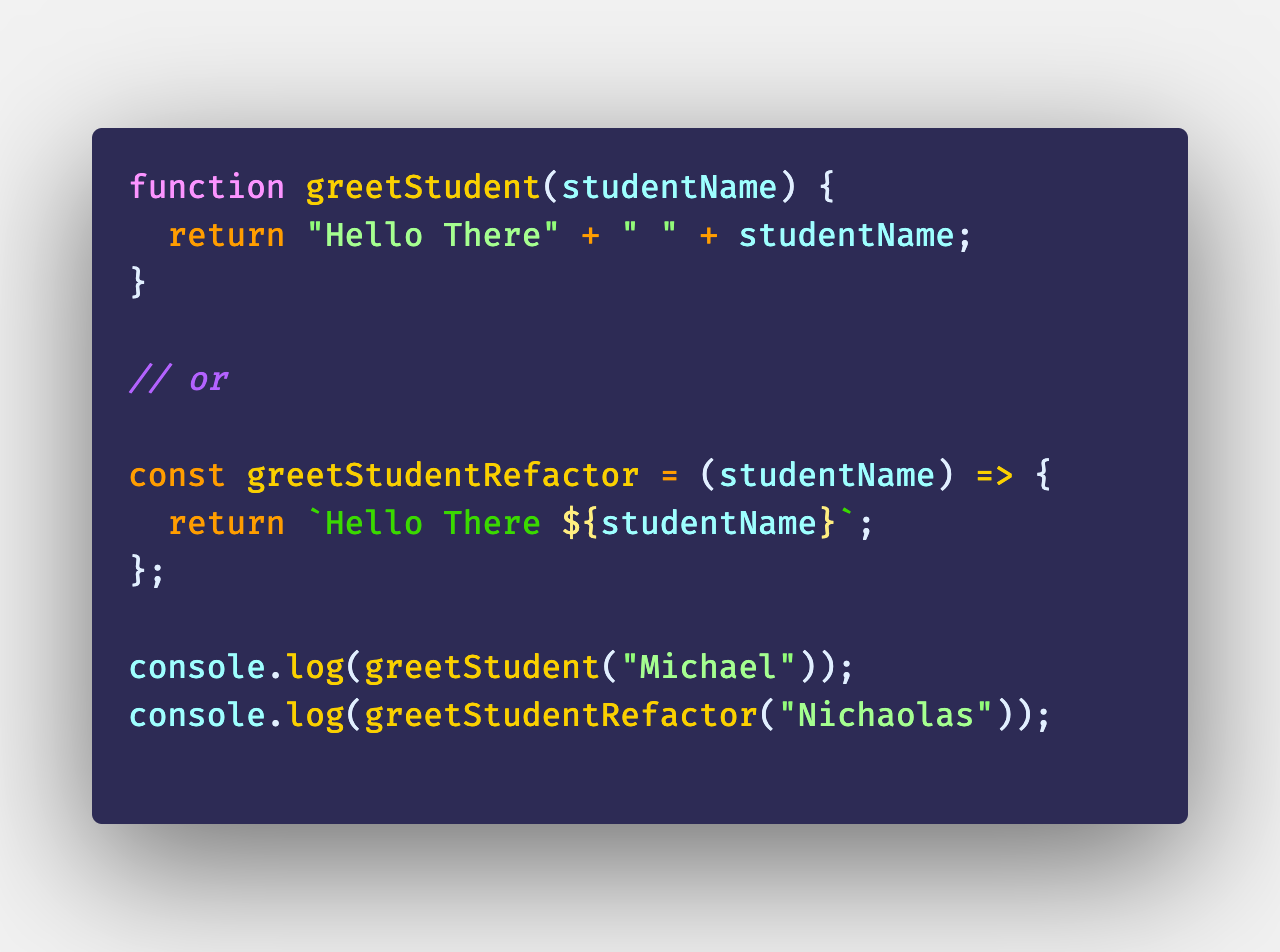 function greetStudent(studentName) {
  return "Hello There" + " " + studentName;
}
// or
const greetStudentRefactor = (studentName) => {
  return `Hello There ${studentName}`;
};
console.log(greetStudent("Michael"));
console.log(greetStudentRefactor("Nichaolas"));